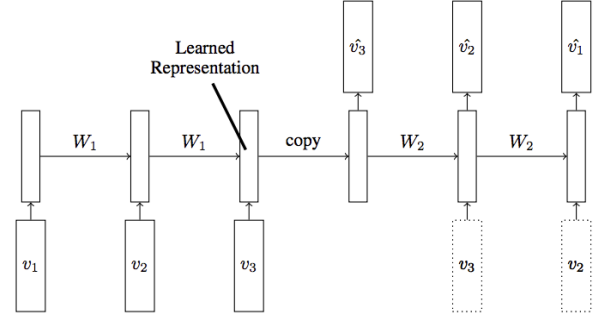 Learned
Representation
v̂₃ v̂₂ v̂₁
W₁ W₁ copy W₂ W₂
v₁ v₂ v₃ v₃ v₂